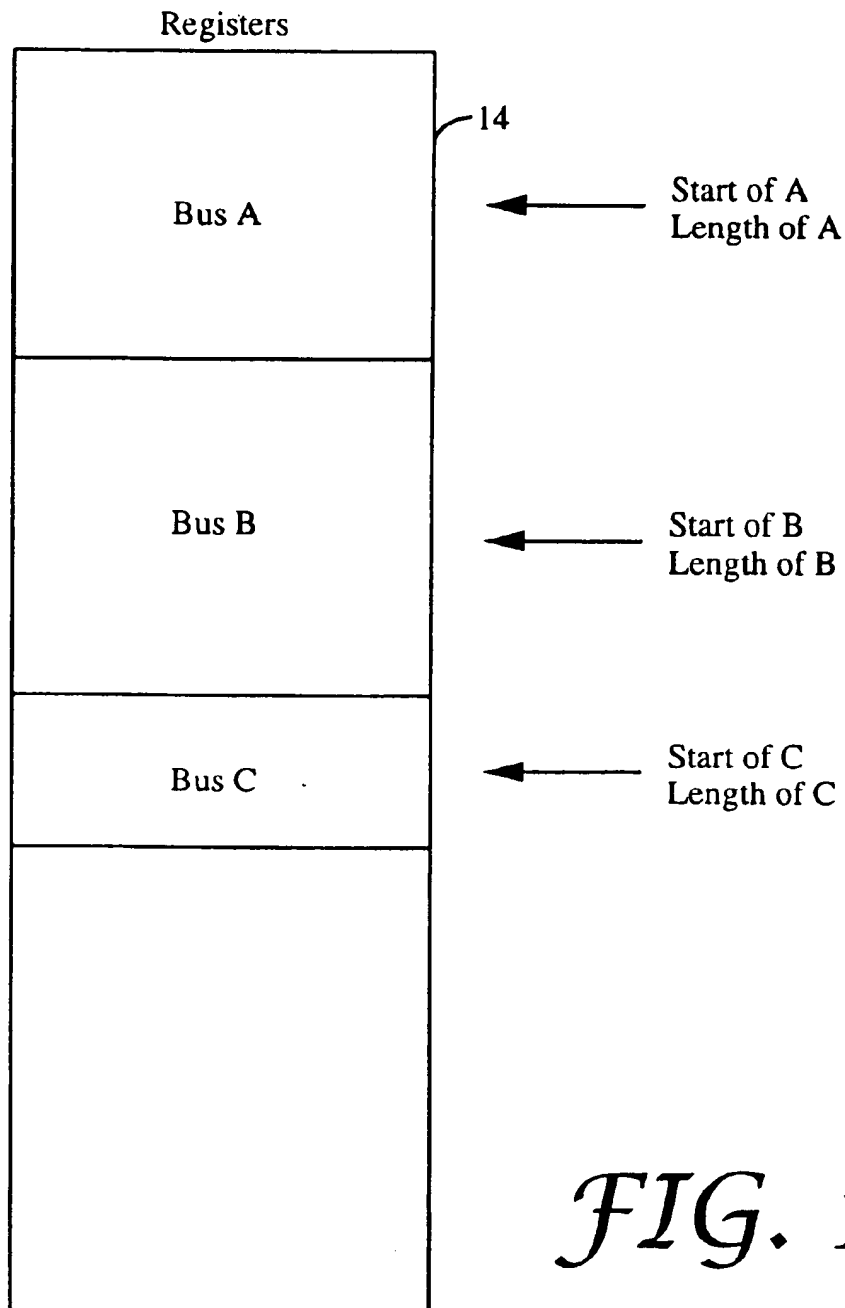 Registers
14
Bus A
Start of A
Length of A
Bus B
Start of B
Length of B
Bus C
Start of C
Length of C
FIG.